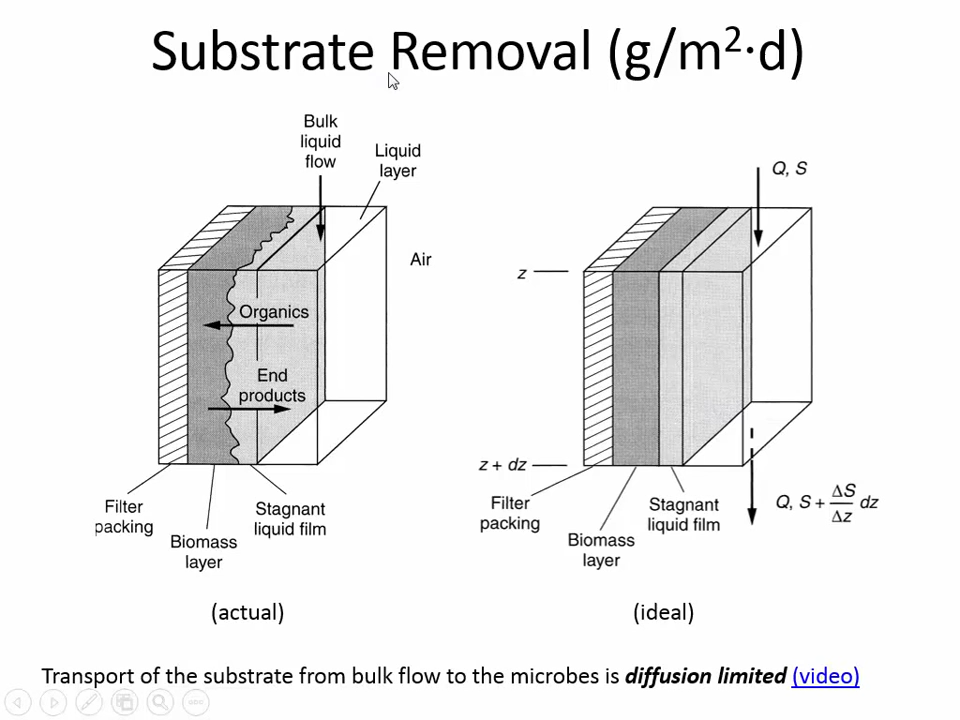 Substrate Removal (g/m²·d)
Bulk
liquid
flow
Liquid
layer
Air
Organics
End
products
Filter
packing
Biomass
layer
Stagnant
liquid film
(actual)
Q, S
z
z + dz
Filter
packing
Biomass
layer
Stagnant
liquid film
Q, S + ΔS/Δz dz
(ideal)
Transport of the substrate from bulk flow to the microbes is diffusion limited (video)